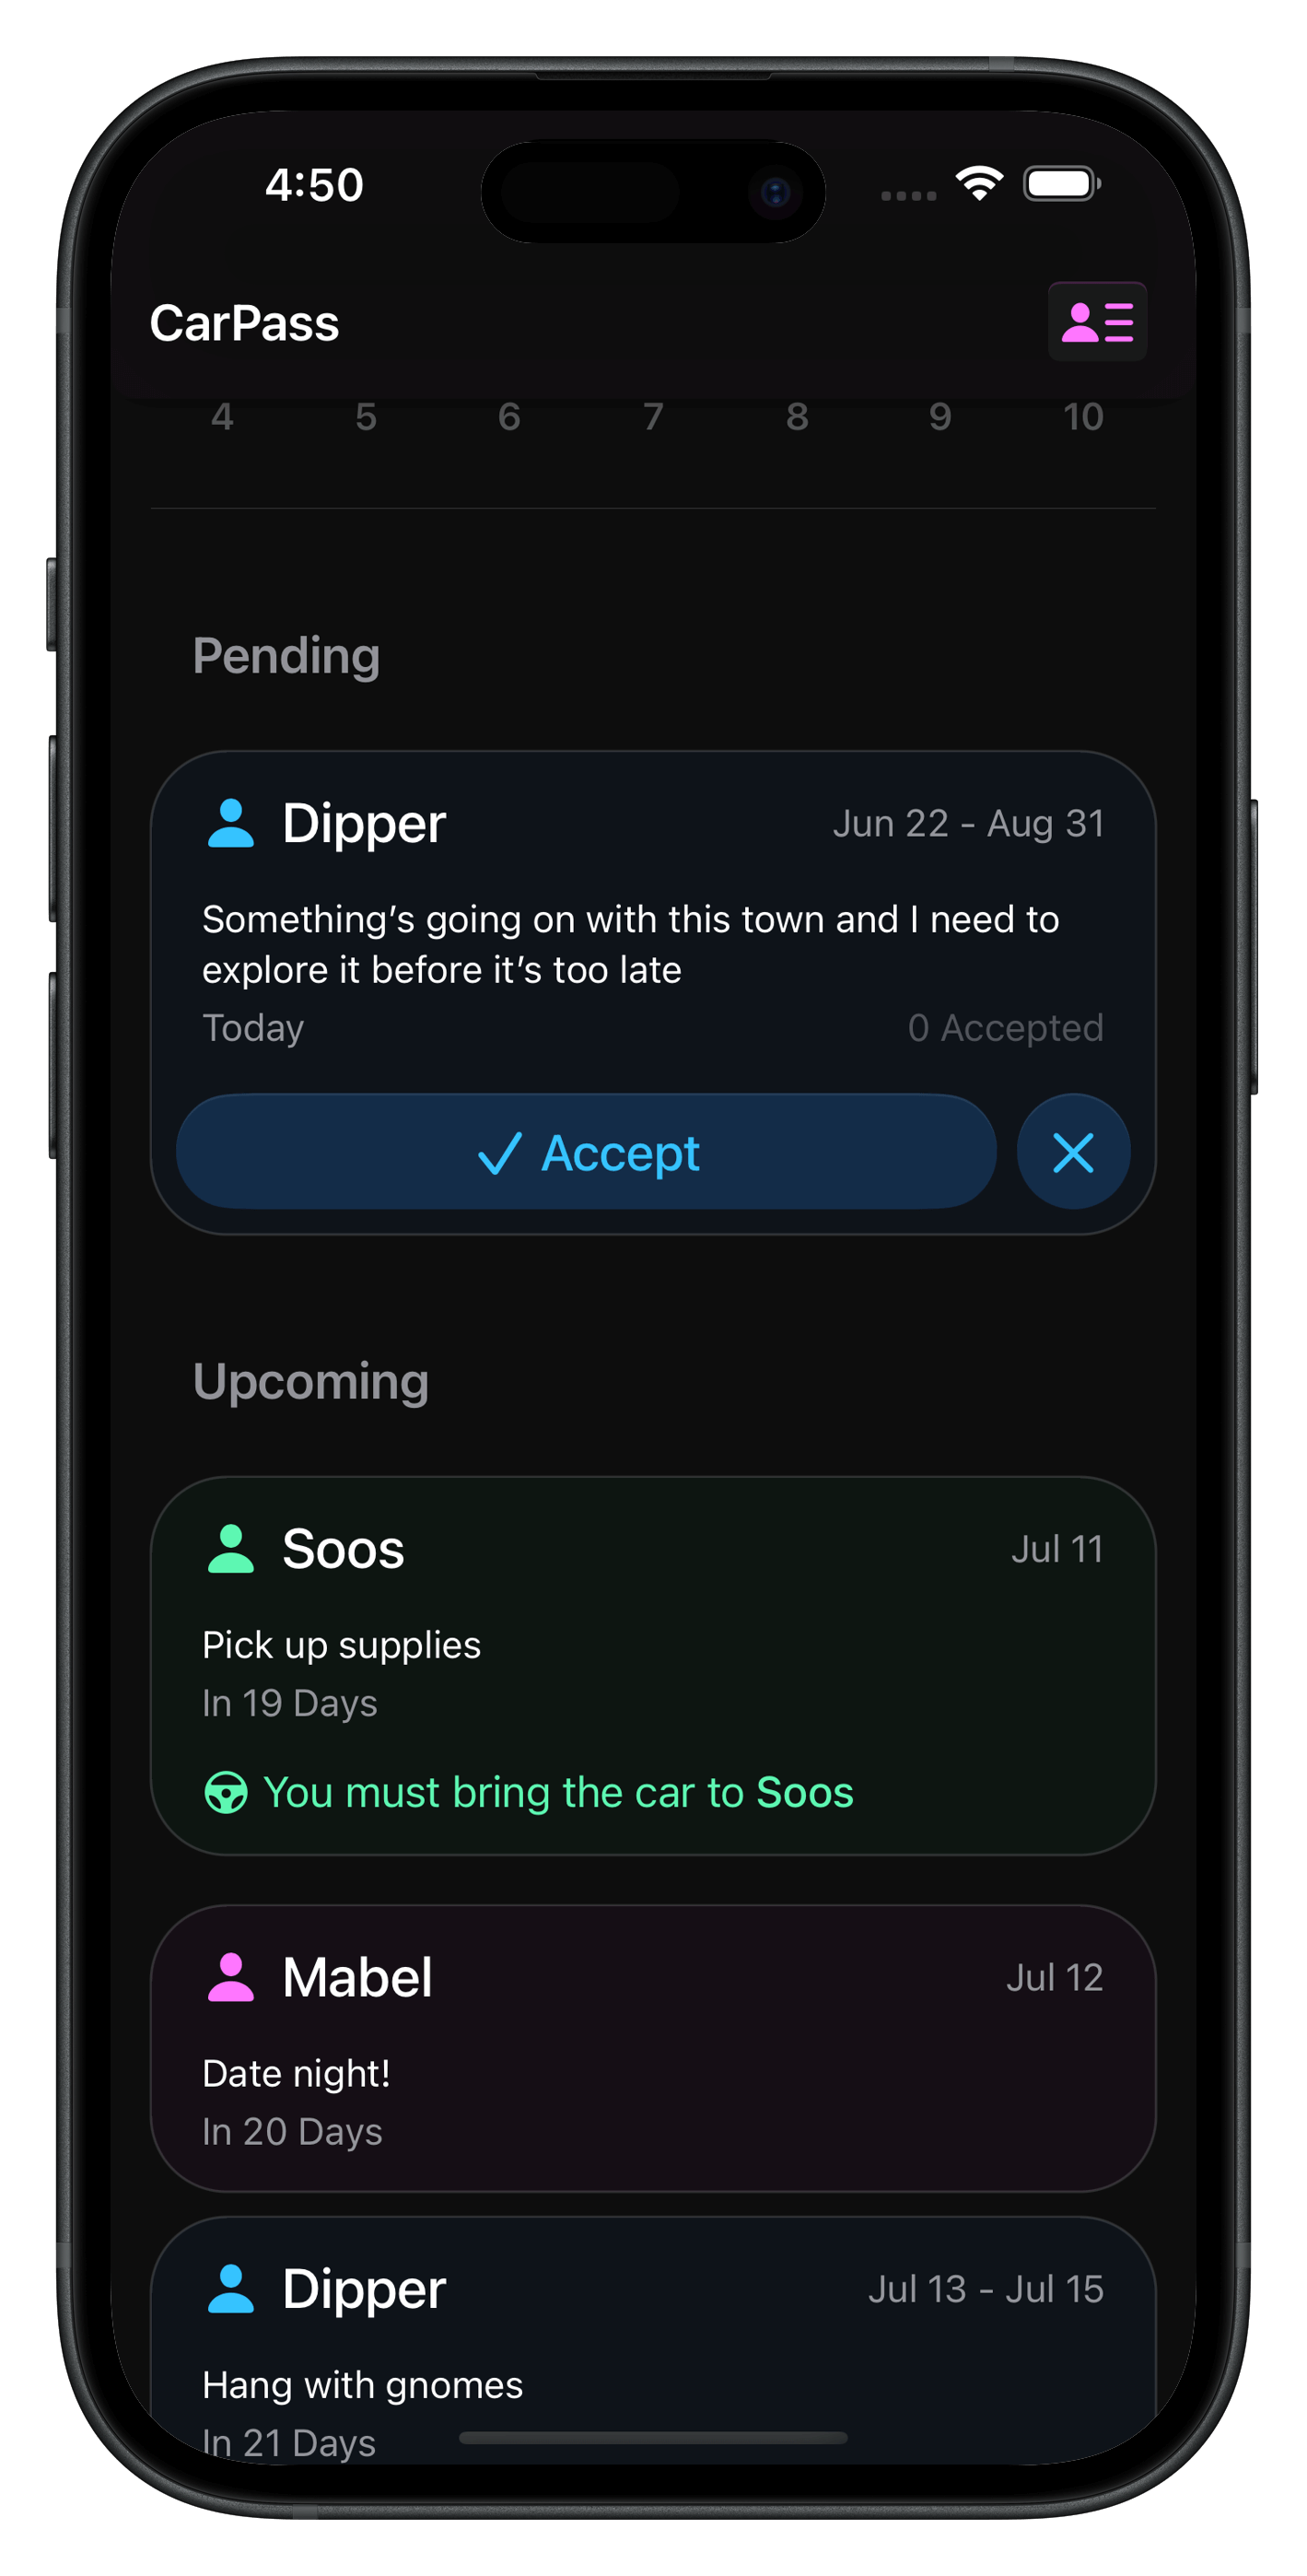 4:50
CarPass
4 5 6 7 8 9 10
Pending
Dipper Jun 22 - Aug 31
Something’s going on with this town and I need to
explore it before it’s too late
Today 0 Accepted
Accept
Upcoming
Soos Jul 11
Pick up supplies
In 19 Days
You must bring the car to Soos
Mabel Jul 12
Date night!
In 20 Days
Dipper Jul 13 - Jul 15
Hang with gnomes
In 21 Days